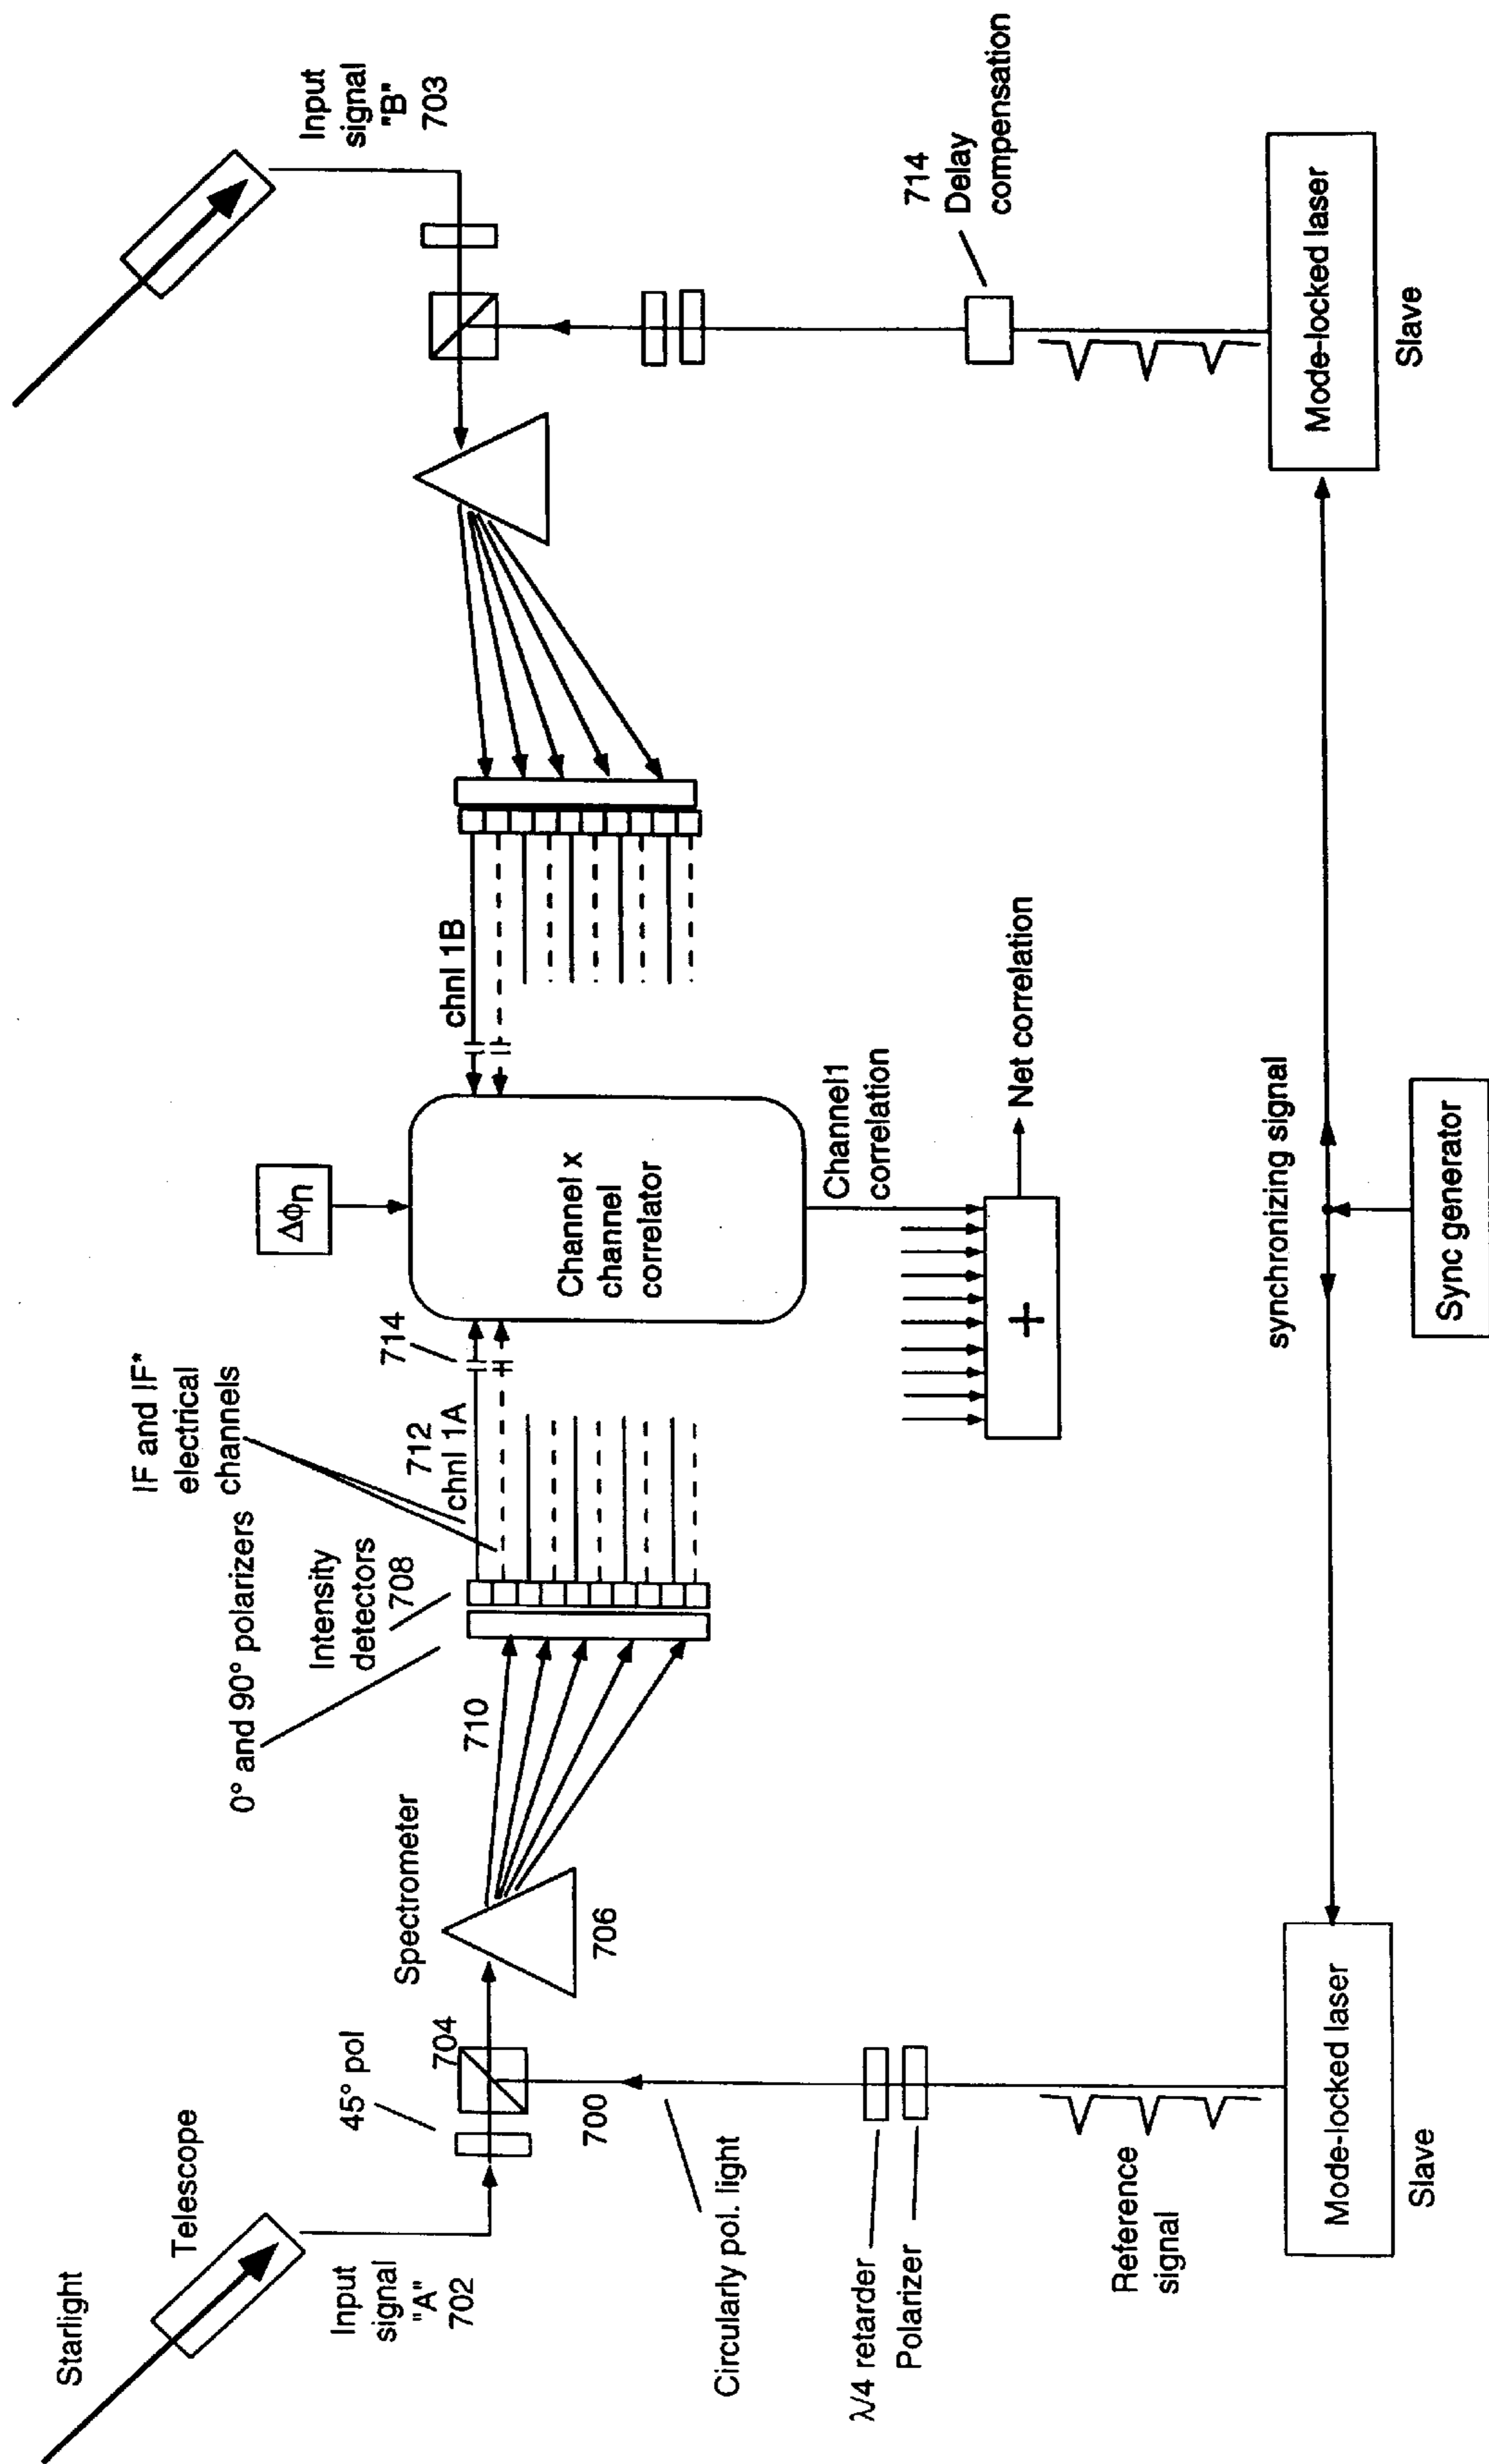 Starlight
Telescope
Input
signal
"A"
702
45° pol
704
700
Circularly pol. light
λ/4 retarder
Polarizer
Reference
signal
Mode-locked laser
Slave
Spectrometer
706
710
0° and 90° polarizers
Intensity
detectors
708
IF and IF*
electrical
channels
712
chnl 1A
714
Δϕn
Channel x
channel
correlator
Channel1
correlation
+
Net correlation
synchronizing signal
Sync generator
chnl 1B
Input
signal
"B"
703
714
Delay
compensation
Mode-locked laser
Slave